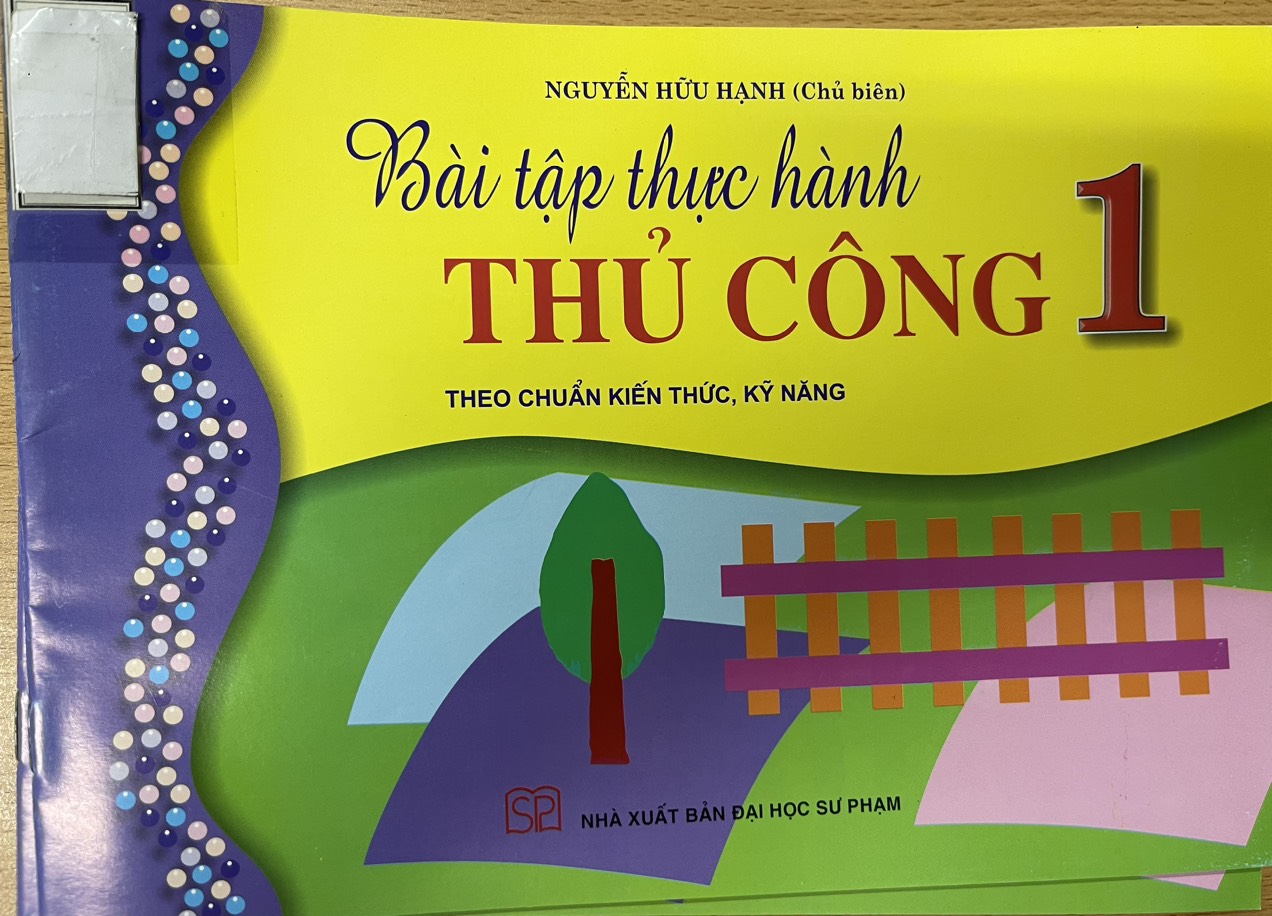 NGUYỄN HỮU HẠNH (Chủ biên)
Bài tập thực hành
THỦ CÔNG 1
THEO CHUẨN KIẾN THỨC, KỸ NĂNG
SP NHÀ XUẤT BẢN ĐẠI HỌC SƯ PHẠM